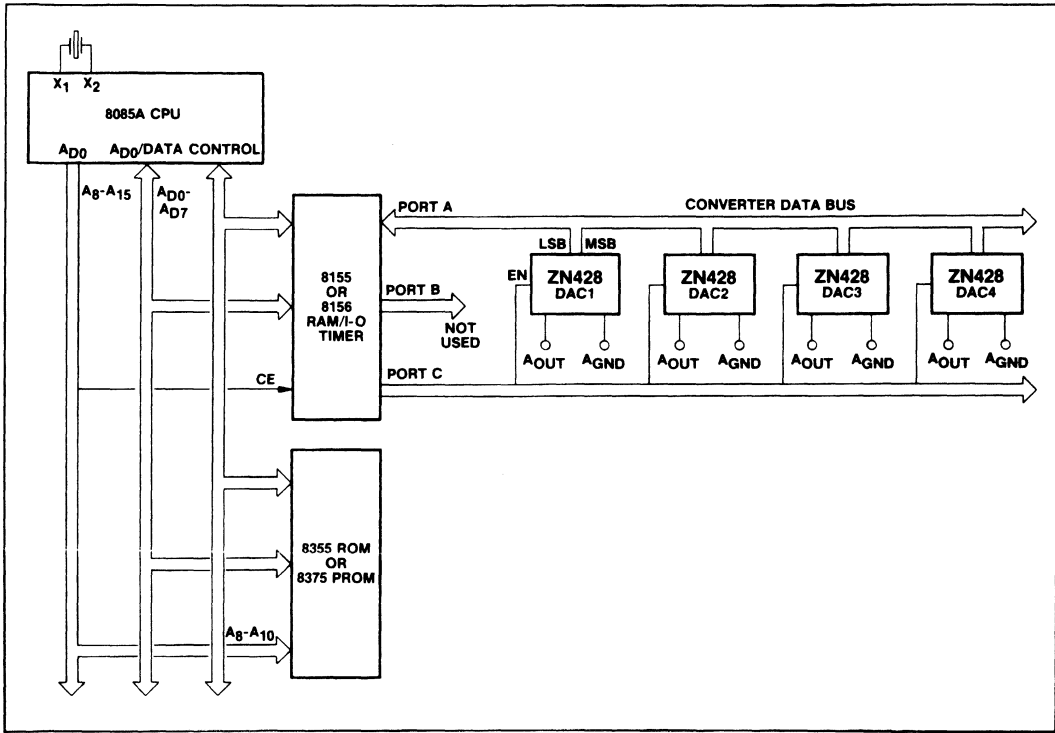 X1 X2
8085A CPU
AD0 AD0/DATA CONTROL
A8-A15
AD0-
AD7
PORT A
CONVERTER DATA BUS
LSB MSB
EN
ZN428
DAC1
ZN428
DAC2
ZN428
DAC3
ZN428
DAC4
8155
OR
8156
RAM/I-O
TIMER
PORT B
NOT
USED
AOUT AGND
AOUT AGND
AOUT AGND
AOUT AGND
PORT C
CE
8355 ROM
OR
8375 PROM
A8-A10